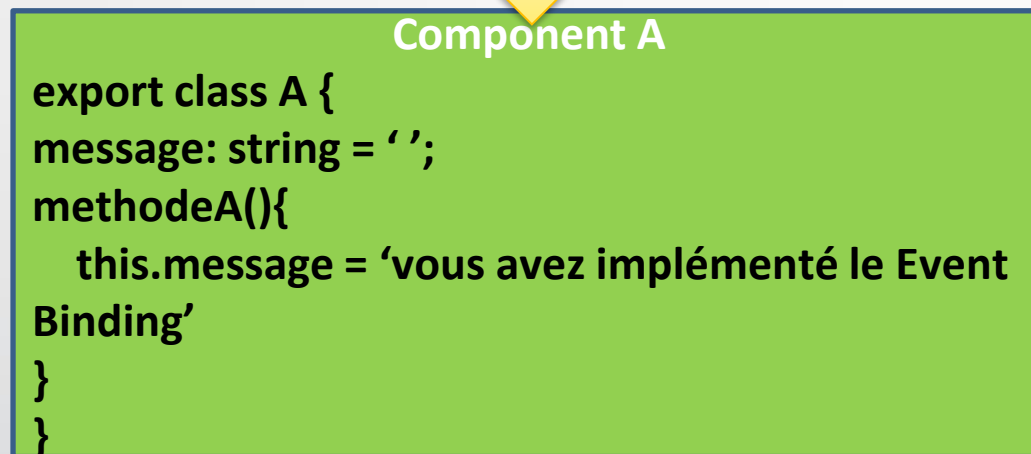 Component A
export class A {
message: string = ‘ ’;
methodeA(){
this.message = ‘vous avez implémenté le Event
Binding’
}
}